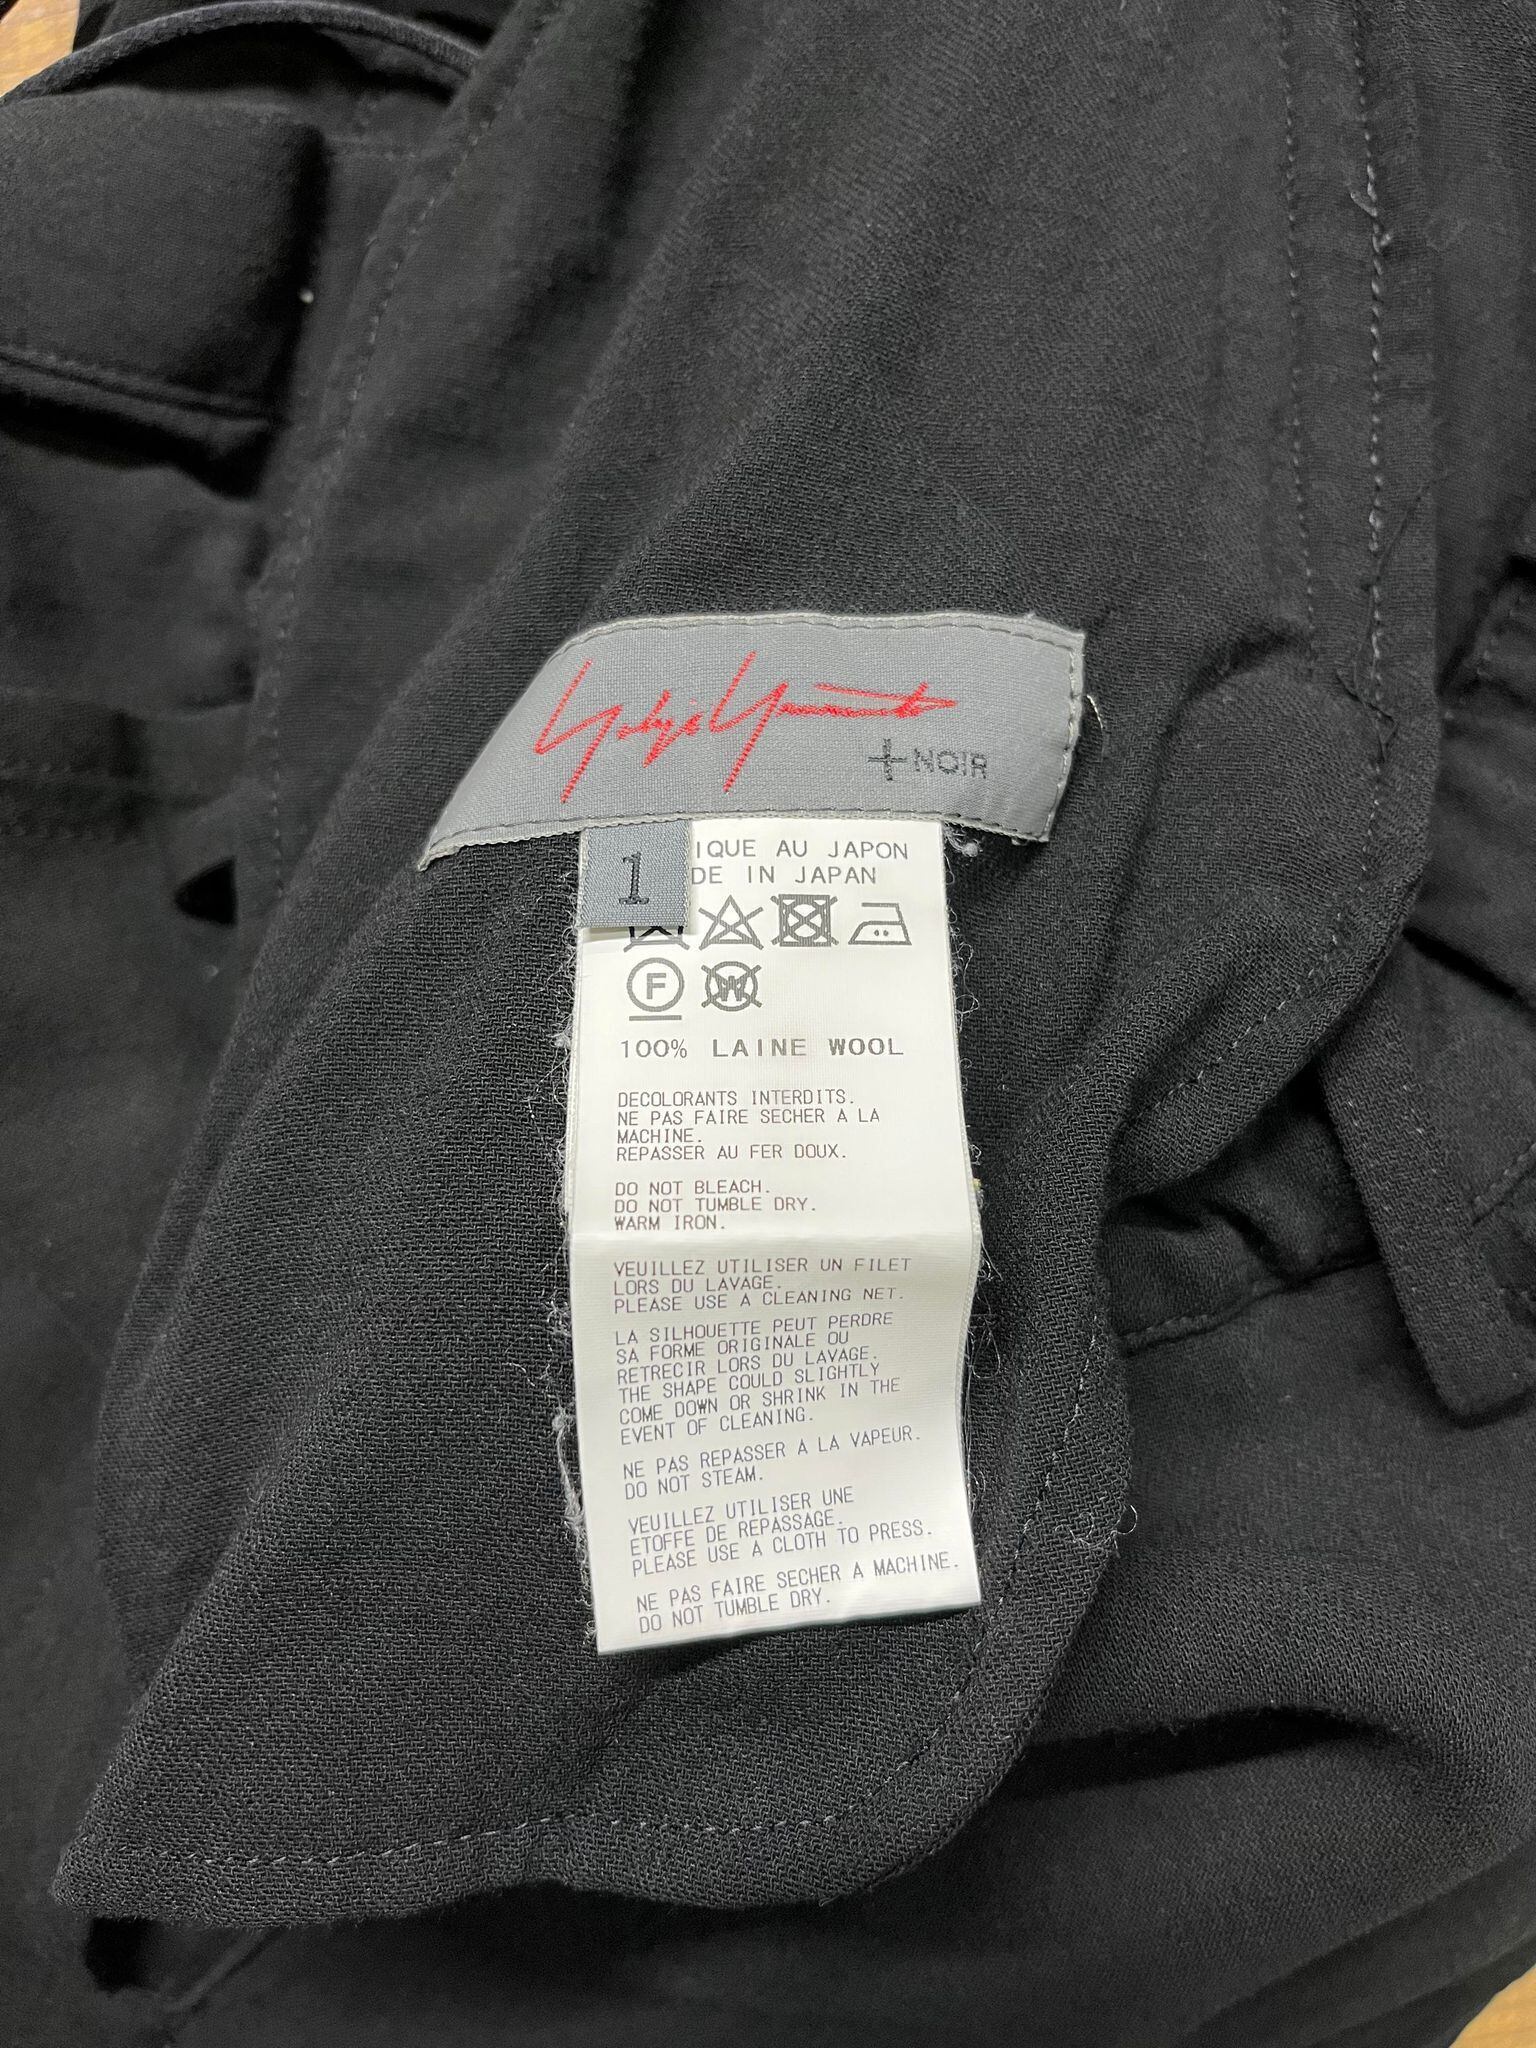 Yohji Yamamoto
+NOIR
1
IQUE AU JAPON
DE IN JAPAN
F
W
100% LAINE WOOL
DECOLORANTS INTERDITS.
NE PAS FAIRE SECHER A LA
MACHINE.
REPASSER AU FER DOUX.
DO NOT BLEACH.
DO NOT TUMBLE DRY.
WARM IRON.
VEUILLEZ UTILISER UN FILET
LORS DU LAVAGE.
PLEASE USE A CLEANING NET.
LA SILHOUETTE PEUT PERDRE
SA FORME ORIGINALE OU
RETRECIR LORS DU LAVAGE.
THE SHAPE COULD SLIGHTLY
COME DOWN OR SHRINK IN THE
EVENT OF CLEANING.
NE PAS REPASSER A LA VAPEUR.
DO NOT STEAM.
VEUILLEZ UTILISER UNE
ETOFFE DE REPASSAGE.
PLEASE USE A CLOTH TO PRESS.
NE PAS FAIRE SECHER A MACHINE.
DO NOT TUMBLE DRY.